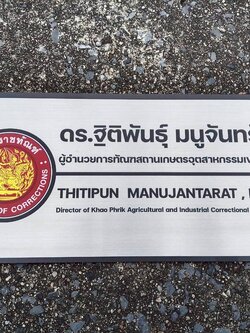 ดร.ฐิติพันธุ์ มนูจันทร
ผู้อำนวยการทัณฑสถานเกษตรอุตสาหกรรมเ
THITIPUN MANUJANTARAT ,
Director of Khao Phrik Agricultural and Industrial Correctional
OF CORRECTIONS